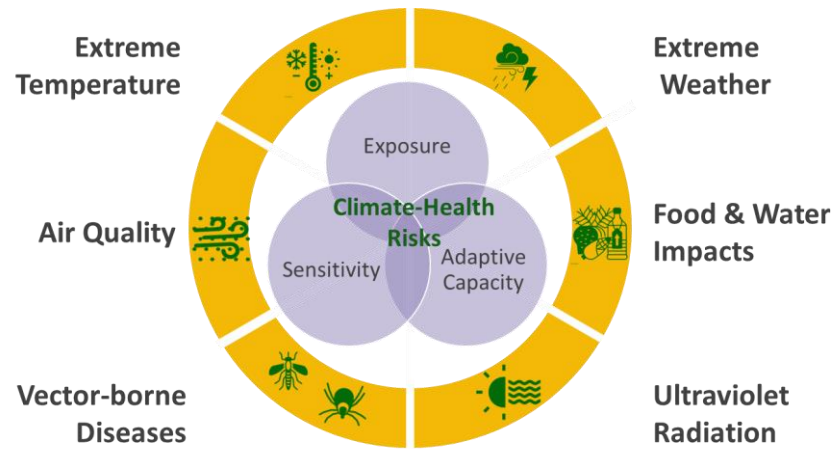 Extreme
Temperature
Extreme
Weather
Exposure
Climate-Health
Risks
Air Quality
Food & Water
Impacts
Sensitivity
Adaptive
Capacity
Vector-borne
Diseases
Ultraviolet
Radiation